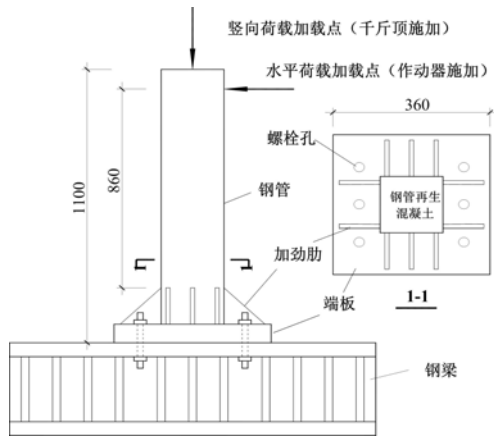 竖向荷载加载点（千斤顶施加）
水平荷载加载点（作动器施加）
360
螺栓孔
1100
860
钢管
钢管再生
混凝土
加劲肋
端板
1-1
钢梁